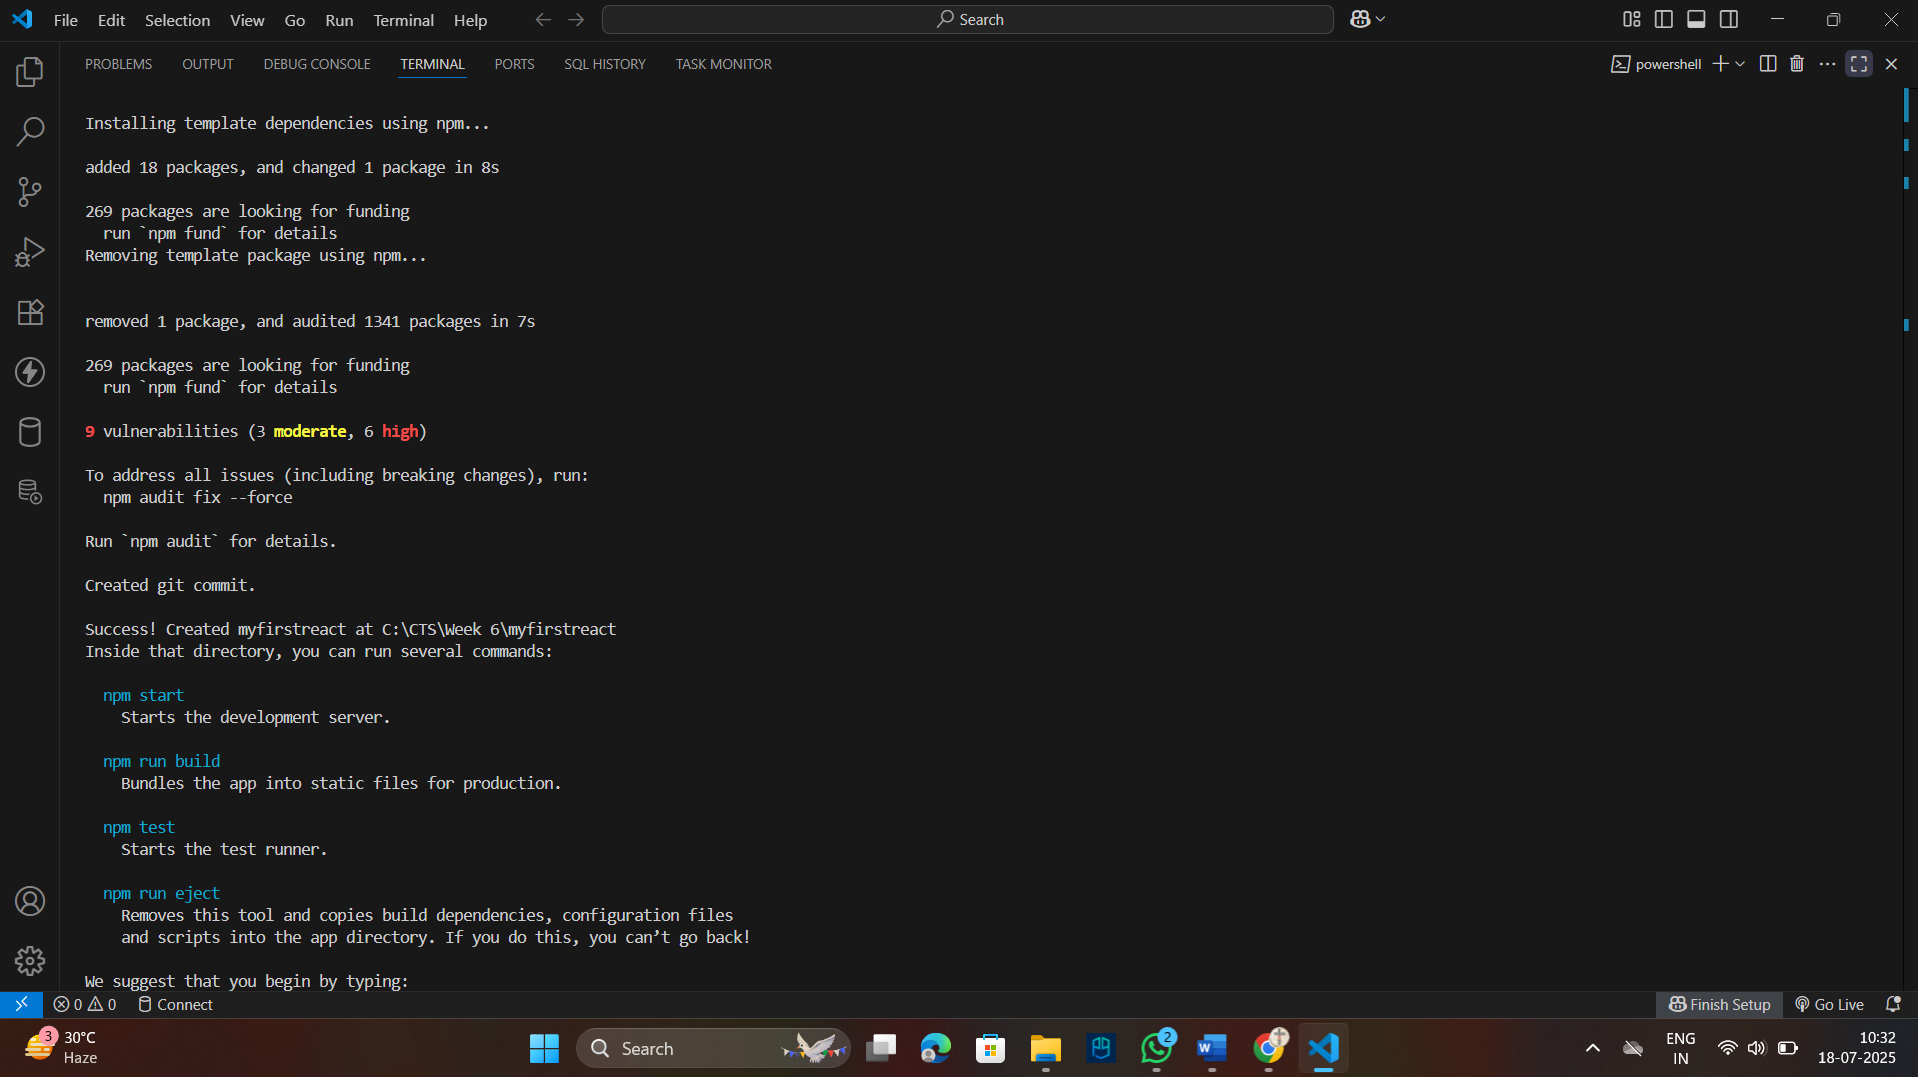 File Edit Selection View Go Run Terminal Help Search
PROBLEMS OUTPUT DEBUG CONSOLE TERMINAL PORTS SQL HISTORY TASK MONITOR powershell
Installing template dependencies using npm...
added 18 packages, and changed 1 package in 8s
269 packages are looking for funding
run `npm fund` for details
Removing template package using npm...
removed 1 package, and audited 1341 packages in 7s
269 packages are looking for funding
run `npm fund` for details
9 vulnerabilities (3 moderate, 6 high)
To address all issues (including breaking changes), run:
npm audit fix --force
Run `npm audit` for details.
Created git commit.
Success! Created myfirstreact at C:\CTS\Week 6\myfirstreact
Inside that directory, you can run several commands:
npm start
Starts the development server.
npm run build
Bundles the app into static files for production.
npm test
Starts the test runner.
npm run eject
Removes this tool and copies build dependencies, configuration files
and scripts into the app directory. If you do this, you can’t go back!
We suggest that you begin by typing:
0 0 Connect Finish Setup Go Live
3 30°C
Haze
Search
W
2
ENG
IN
10:32
18-07-2025